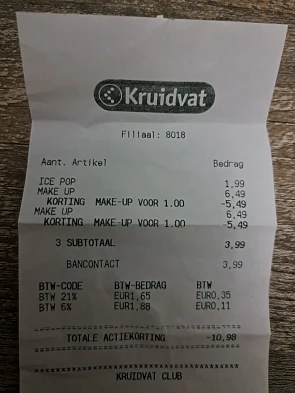 Kruidvat
Filiaal: 8018
Aant. Artikel Bedrag
ICE POP 1,99
MAKE UP 6,49
KORTING MAKE-UP VOOR 1.00 -5,49
MAKE UP 6,49
KORTING MAKE-UP VOOR 1.00 -5,49
3 SUBTOTAAL 3,99
BANCONTACT 3,99
BTW-CODE BTW-BEDRAG BTW
BTW 21% EUR1,65 EUR0,35
BTW 6% EUR1,88 EUR0,11
TOTALE ACTIEKORTING -10,98
KRUIDVAT CLUB